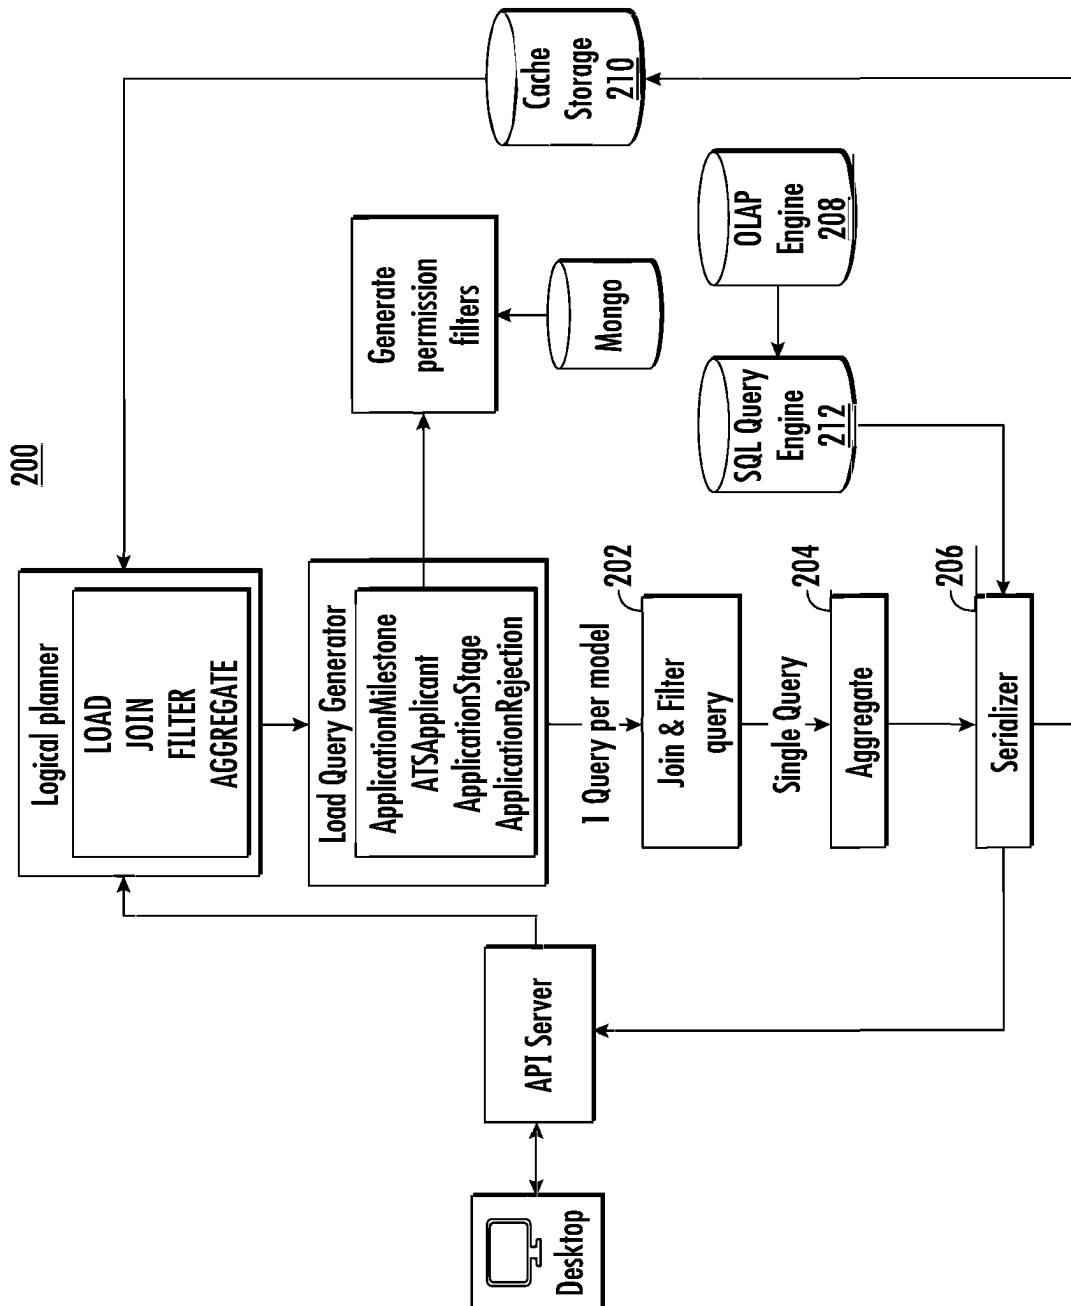 200
Logical planner
LOAD
JOIN
FILTER
AGGREGATE
Load Query Generator
ApplicationMilestone
ATSApplicant
ApplicationStage
ApplicationRejection
Generate
permission
filters
Mongo
Cache
Storage
210
OLAP
Engine
208
SQL Query
Engine
212
1 Query per model
202
Join & Filter
query
Single Query
204
Aggregate
206
Serializer
API Server
Desktop